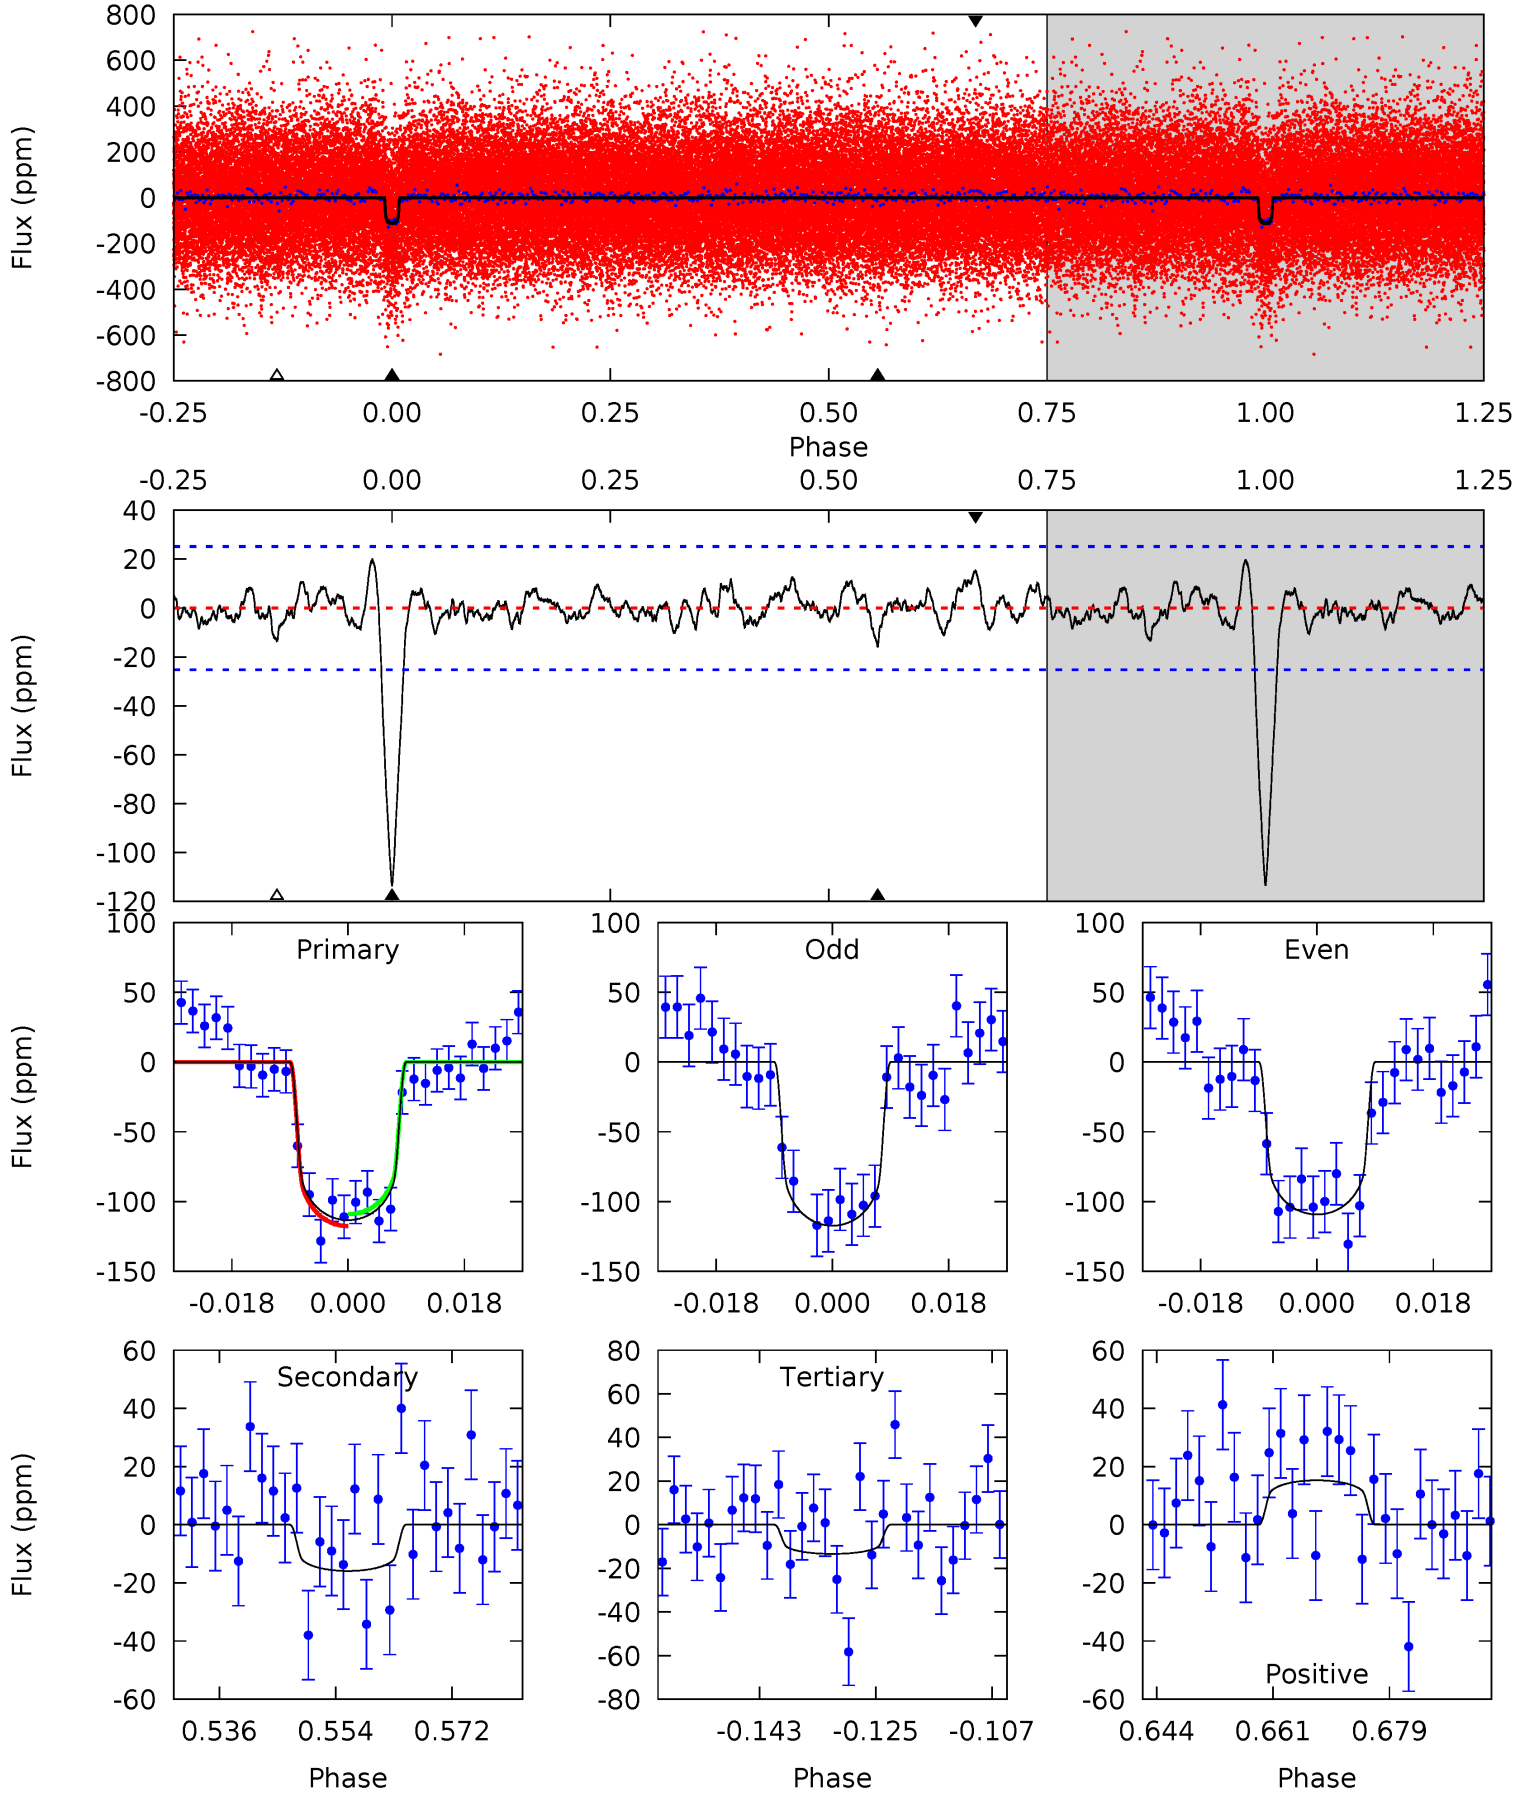 800
600
400
200
0
-200
-400
-600
-800
Flux (ppm)
-0.25 0.00 0.25 0.50 0.75 1.00 1.25
Phase
-0.25 0.00 0.25 0.50 0.75 1.00 1.25
40
20
0
-20
-40
-60
-80
-100
-120
Flux (ppm)
Primary Odd Even
100 100 100
50 50 50
0 0 0
-50 -50 -50
-100 -100 -100
-150 -150 -150
Flux (ppm)
-0.018 0.000 0.018 -0.018 0.000 0.018 -0.018 0.000 0.018
Secondary Tertiary Positive
60 80 60
40 60 40
20 40 20
0 20 0
-20 0 -20
-40 -20 -40
-60 -40 -60
-60
-80
Flux (ppm)
0.536 0.554 0.572 -0.143 -0.125 -0.107 0.644 0.661 0.679
Phase Phase Phase